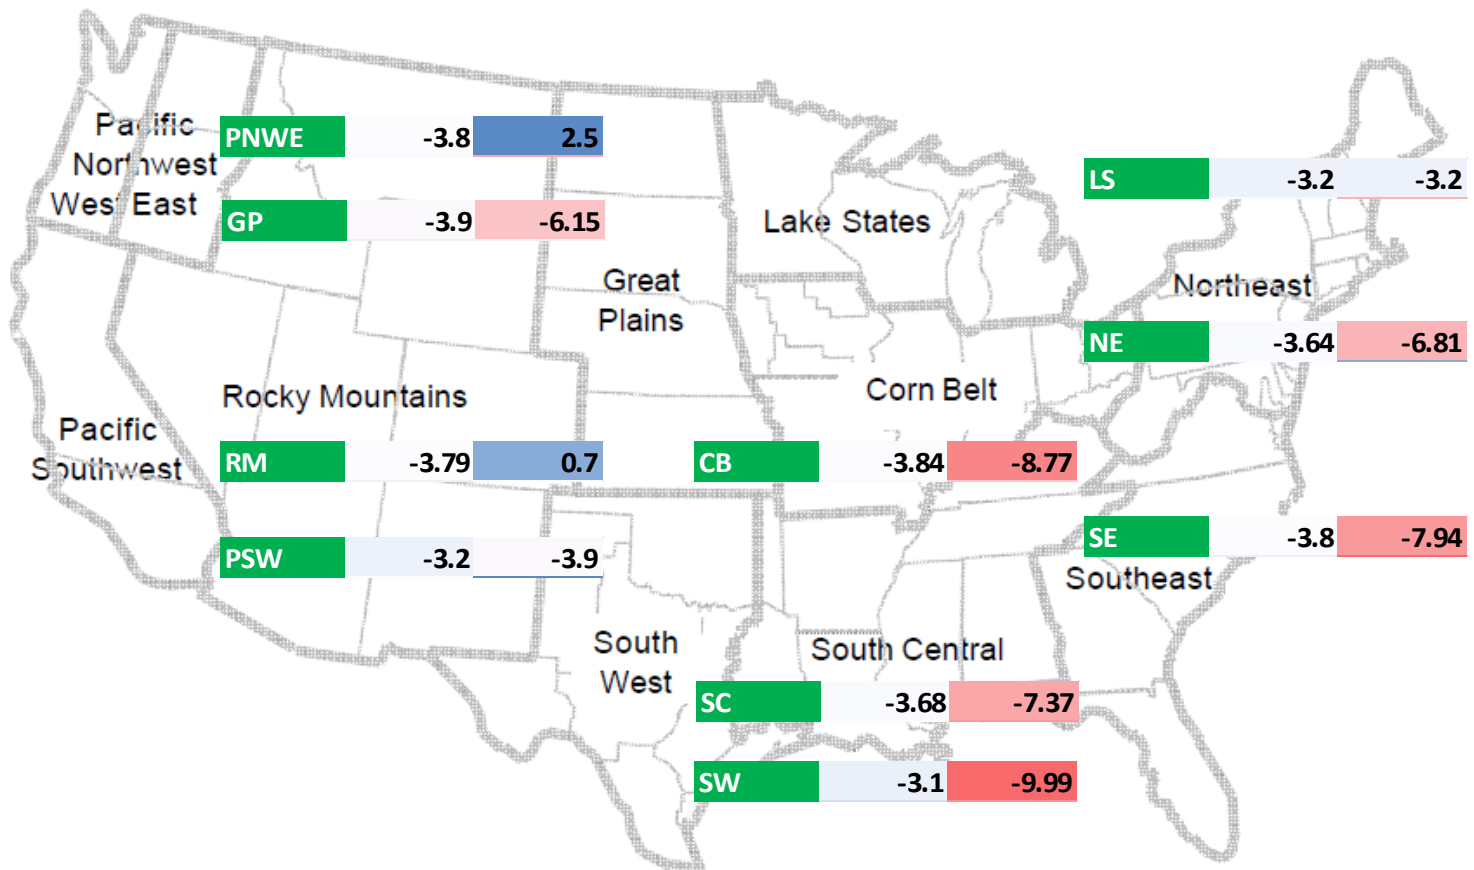 Pacific
Northwest
West East
PNWE -3.8 2.5
GP -3.9 -6.15
LS -3.2 -3.2
Lake States
Great
Plains
Northeast
NE -3.64 -6.81
Rocky Mountains
Corn Belt
Pacific
Southwest
RM -3.79 0.7
CB -3.84 -8.77
PSW -3.2 -3.9
SE -3.8 -7.94
Southeast
South
West
South Central
SC -3.68 -7.37
SW -3.1 -9.99